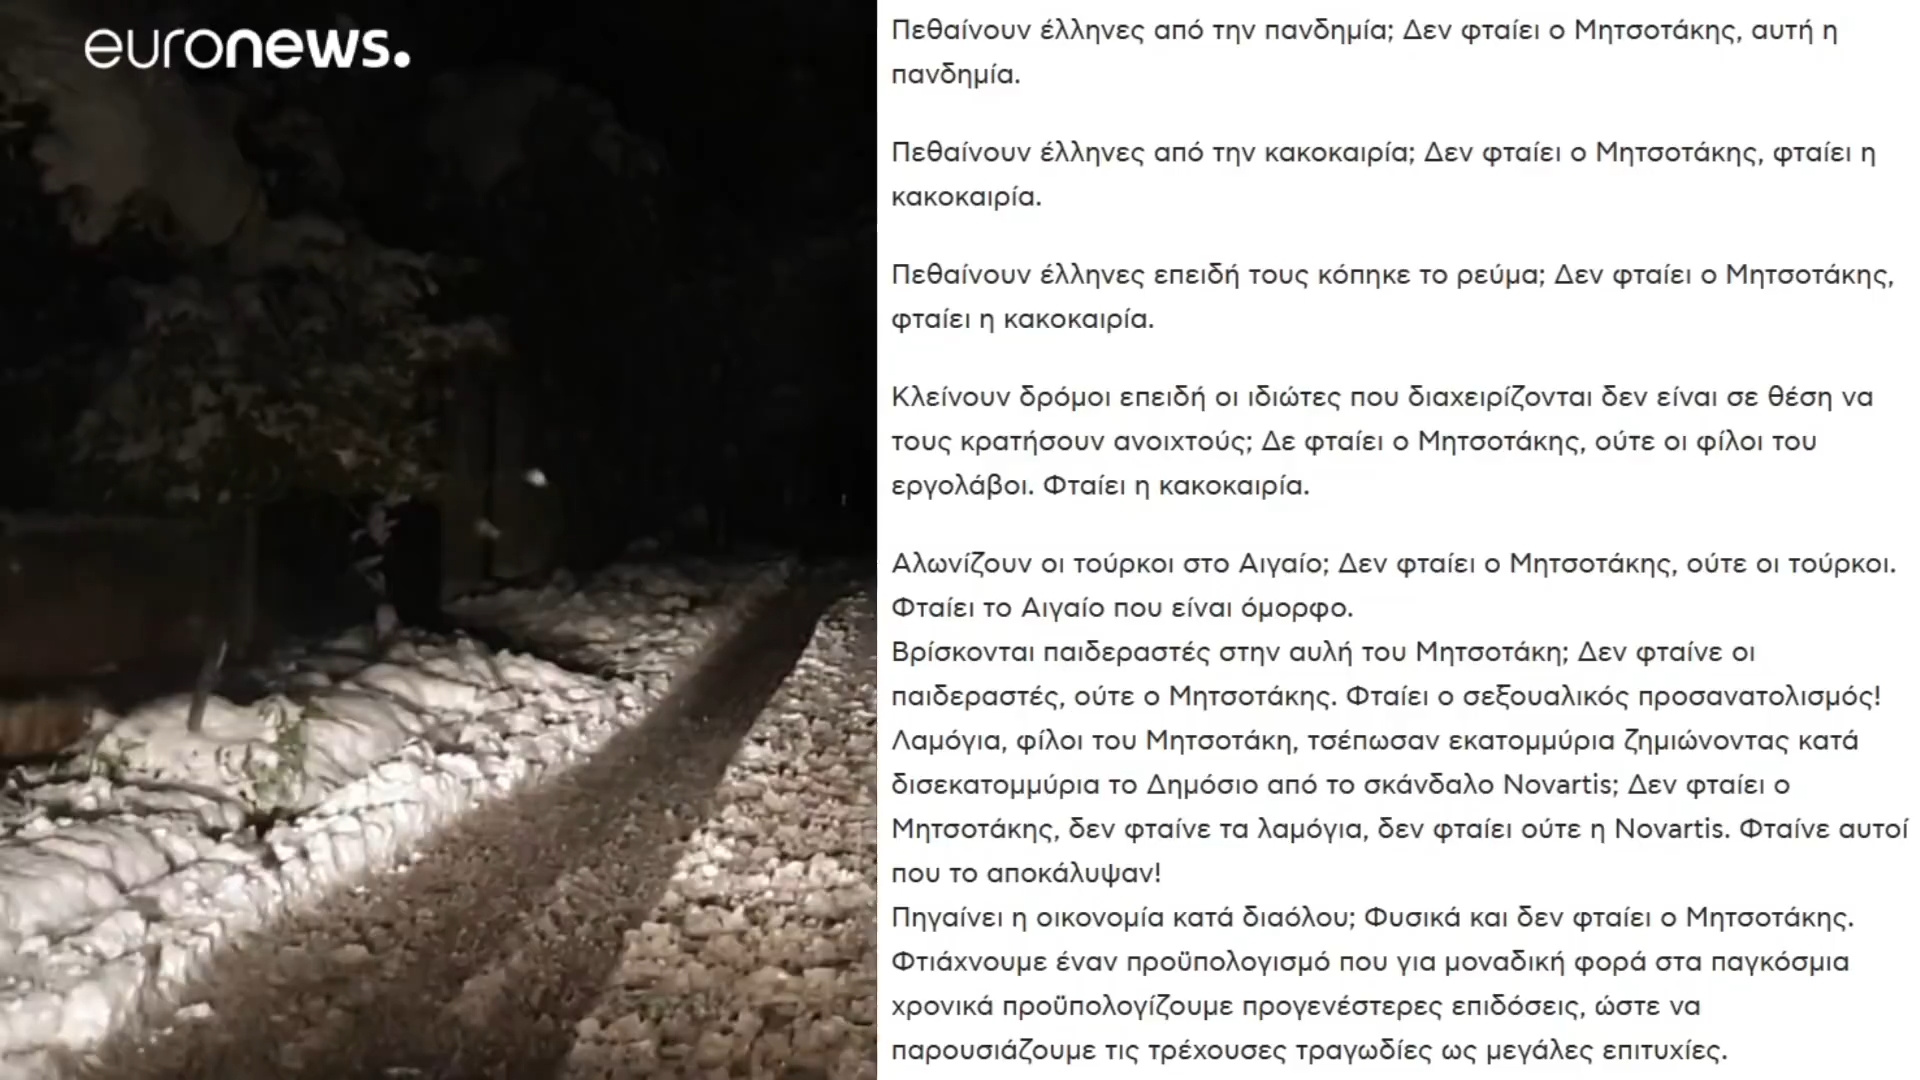 euronews.
Πεθαίνουν έλληνες από την πανδημία; Δεν φταίει ο Μητσοτάκης, αυτή η
πανδημία.
Πεθαίνουν έλληνες από την κακοκαιρία; Δεν φταίει ο Μητσοτάκης, φταίει η
κακοκαιρία.
Πεθαίνουν έλληνες επειδή τους κόπηκε το ρεύμα; Δεν φταίει ο Μητσοτάκης,
φταίει η κακοκαιρία.
Κλείνουν δρόμοι επειδή οι ιδιώτες που διαχειρίζονται δεν είναι σε θέση να
τους κρατήσουν ανοιχτούς; Δε φταίει ο Μητσοτάκης, ούτε οι φίλοι του
εργολάβοι. Φταίει η κακοκαιρία.
Αλωνίζουν οι τούρκοι στο Αιγαίο; Δεν φταίει ο Μητσοτάκης, ούτε οι τούρκοι.
Φταίει το Αιγαίο που είναι όμορφο.
Βρίσκονται παιδεραστές στην αυλή του Μητσοτάκη; Δεν φταίνε οι
παιδεραστές, ούτε ο Μητσοτάκης. Φταίει ο σεξουαλικός προσανατολισμός!
Λαμόγια, φίλοι του Μητσοτάκη, τσέπωσαν εκατομμύρια ζημιώνοντας κατά
δισεκατομμύρια το Δημόσιο από το σκάνδαλο Novartis; Δεν φταίει ο
Μητσοτάκης, δεν φταίνε τα λαμόγια, δεν φταίει ούτε η Novartis. Φταίνε αυτοί
που το αποκάλυψαν!
Πηγαίνει η οικονομία κατά διαόλου; Φυσικά και δεν φταίει ο Μητσοτάκης.
Φτιάχνουμε έναν προϋπολογισμό που για μοναδική φορά στα παγκόσμια
χρονικά προϋπολογίζουμε προγενέστερες επιδόσεις, ώστε να
παρουσιάζουμε τις τρέχουσες τραγωδίες ως μεγάλες επιτυχίες.